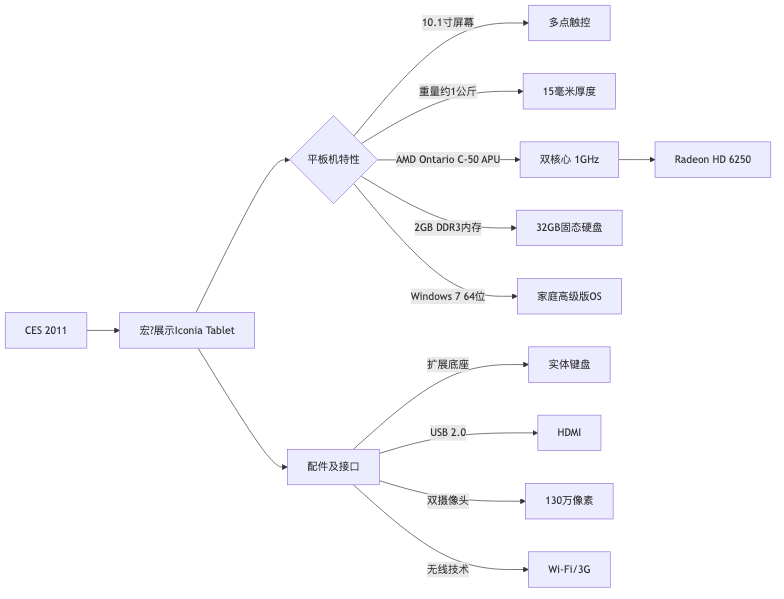 CES 2011
宏?展示Iconia Tablet
平板机特性
10.1寸屏幕
多点触控
重量约1公斤
15毫米厚度
AMD Ontario C-50 APU
双核心 1GHz
Radeon HD 6250
2GB DDR3内存
32GB固态硬盘
Windows 7 64位
家庭高级版OS
配件及接口
扩展底座
实体键盘
USB 2.0
HDMI
双摄像头
130万像素
无线技术
Wi-Fi/3G